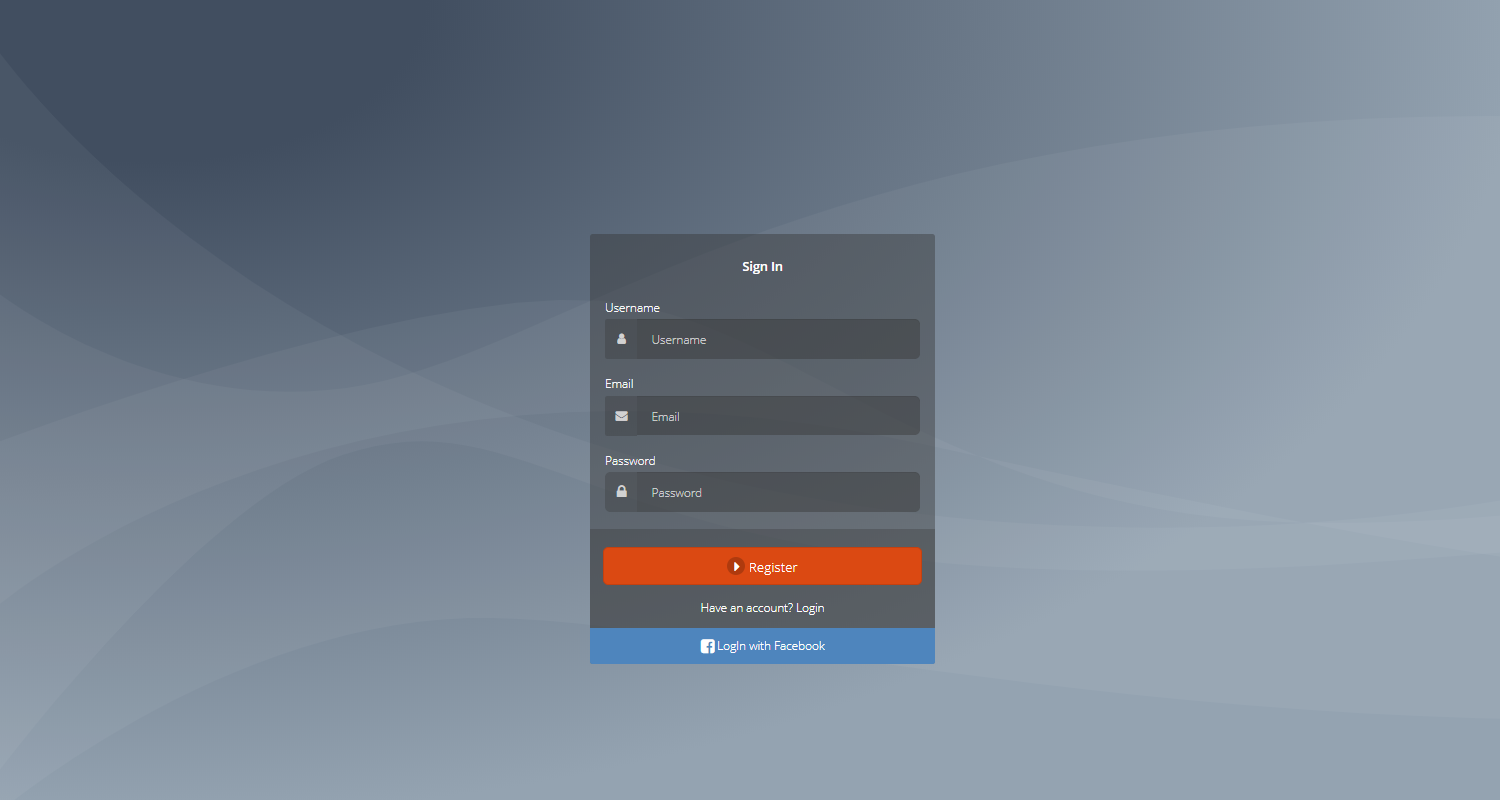 Sign In
Username
Username
Email
Email
Password
Password
Register
Have an account? Login
LogIn with Facebook